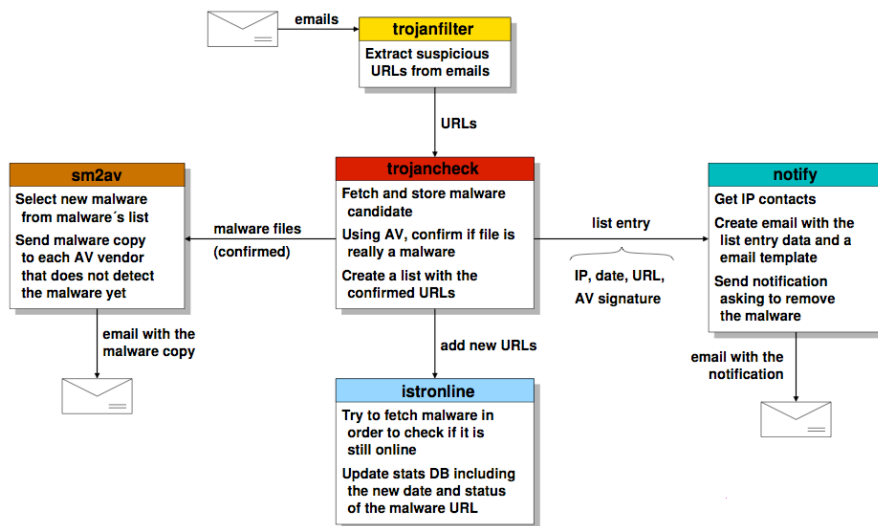 emails
trojanfilter
Extract suspicious
URLs from emails
URLs
trojancheck
Fetch and store malware
candidate
Using AV, confirm if file is
really a malware
Create a list with the
confirmed URLs
sm2av
Select new malware
from malware´s list
Send malware copy
to each AV vendor
that does not detect
the malware yet
malware files
(confirmed)
email with the
malware copy
list entry
IP, date, URL,
AV signature
notify
Get IP contacts
Create email with the
list entry data and a
email template
Send notification
asking to remove
the malware
email with the
notification
add new URLs
istronline
Try to fetch malware in
order to check if it is
still online
Update stats DB including
the new date and status
of the malware URL